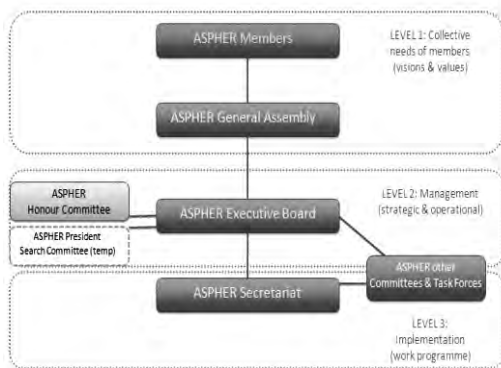 ASPHER Members
LEVEL 1: Collective
needs of members
(visions & values)
ASPHER General Assembly
ASPHER
Honour Committee
ASPHER Executive Board
LEVEL 2: Management
(strategic & operational)
ASPHER President
Search Committee (temp)
ASPHER other
Committees & Task Forces
ASPHER Secretariat
LEVEL 3:
Implementation
(work programme)